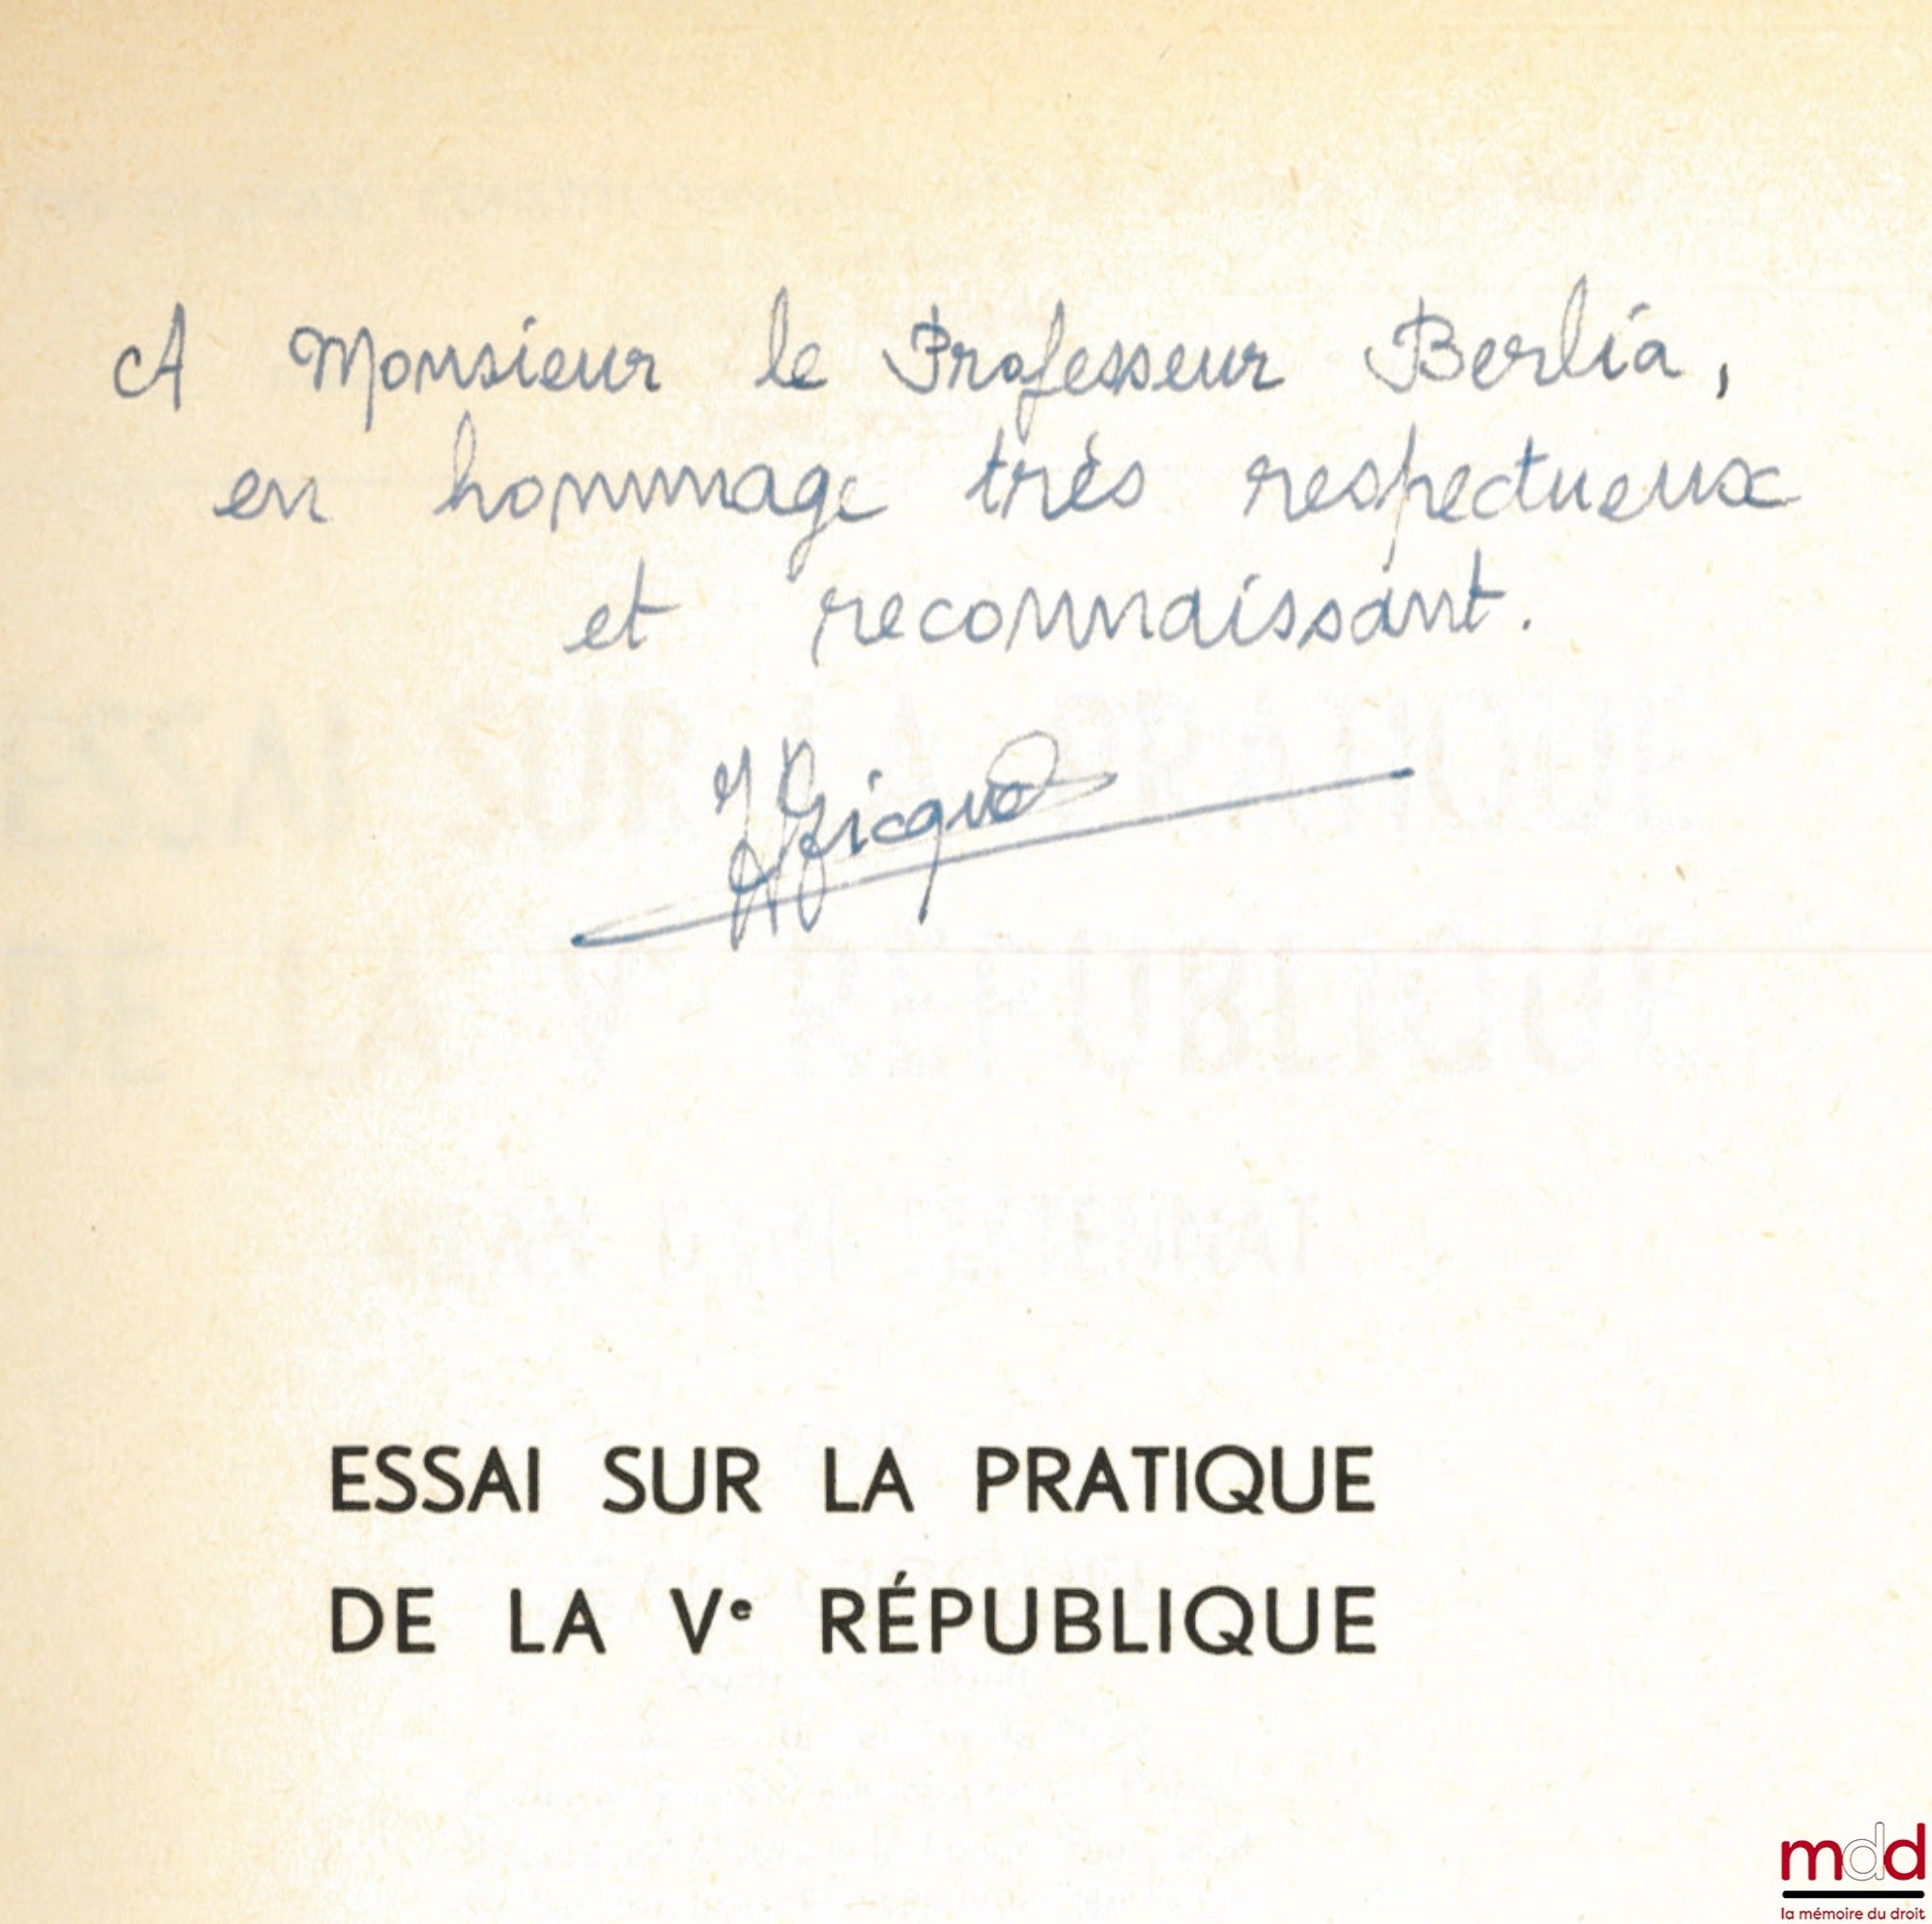 A Monsieur le Professeur Berlia,
en hommage très respectueux
et reconnaissant.
JGicquel
ESSAI SUR LA PRATIQUE
DE LA Ve RÉPUBLIQUE
mdd
la mémoire du droit